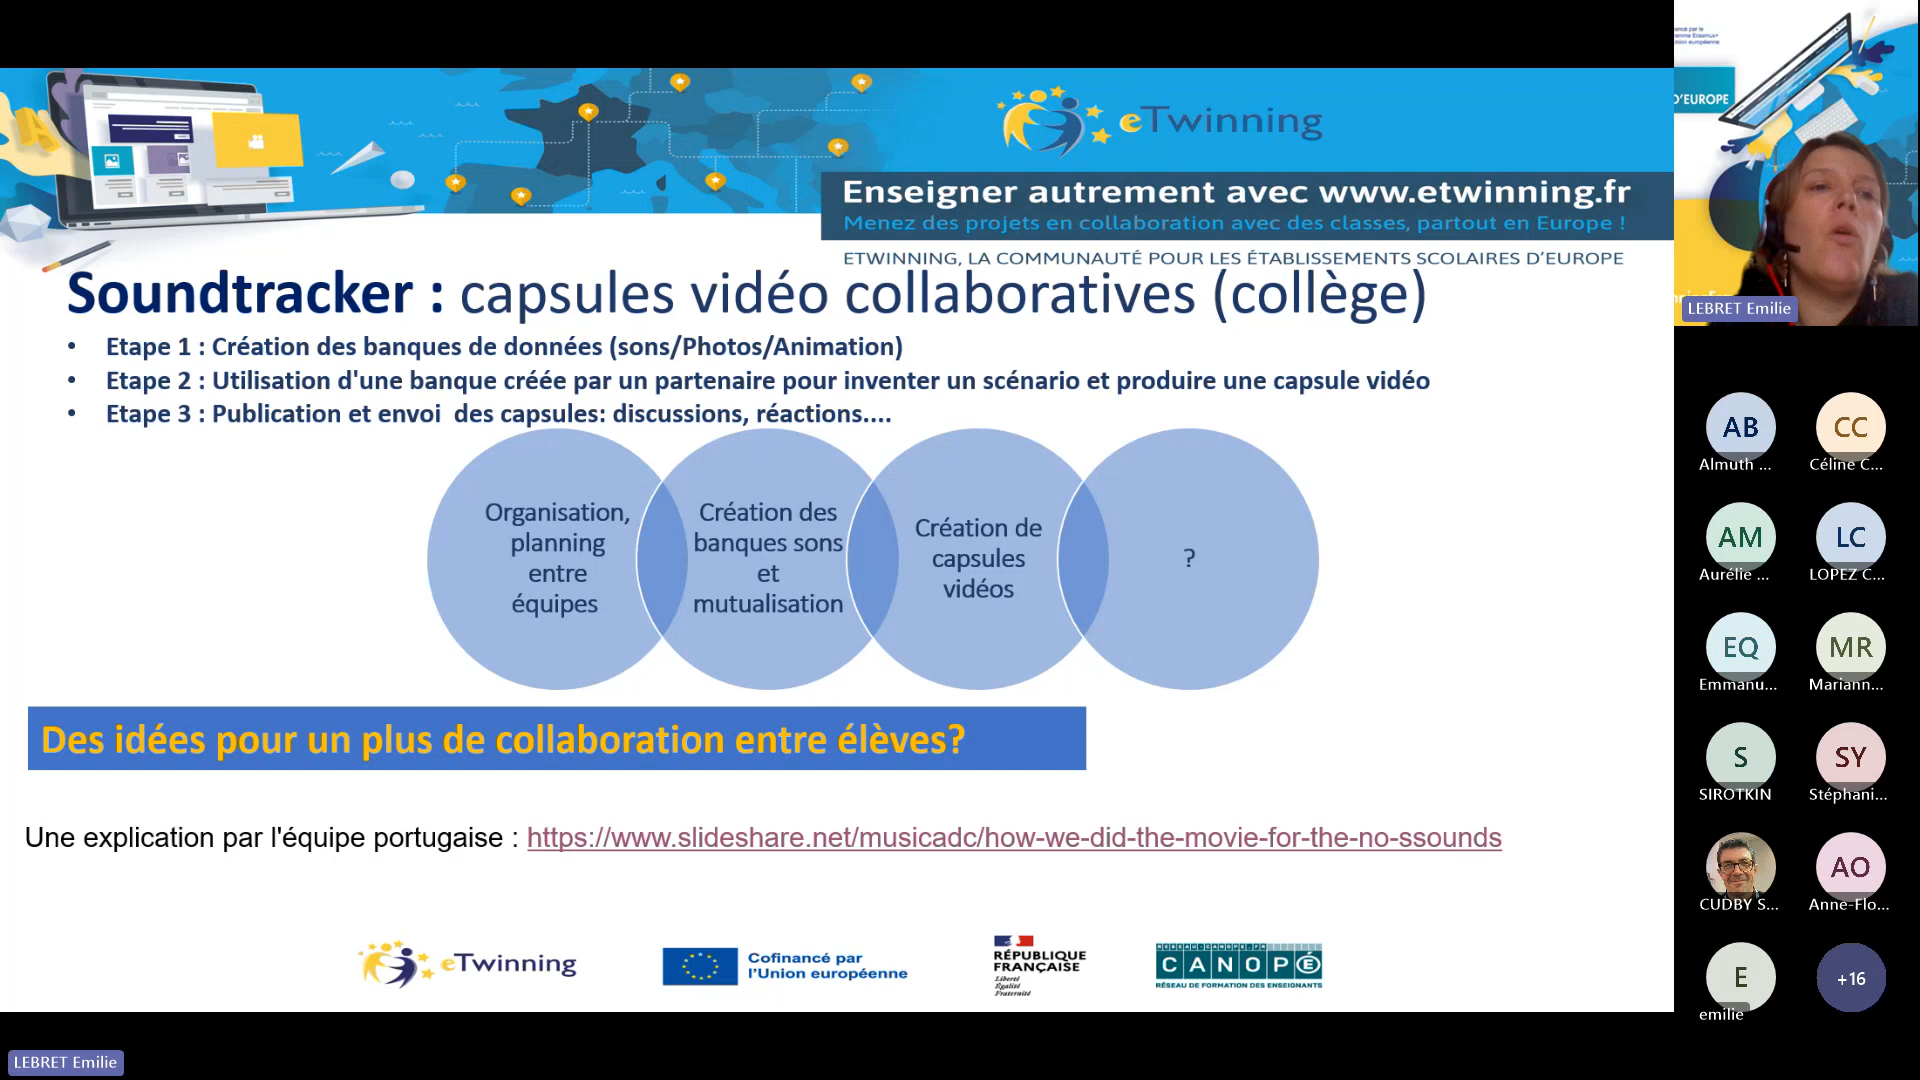 eTwinning
Enseigner autrement avec www.etwinning.fr
Menez des projets en collaboration avec des classes, partout en Europe !
ETWINNING, LA COMMUNAUTÉ POUR LES ÉTABLISSEMENTS SCOLAIRES D'EUROPE
Soundtracker : capsules vidéo collaboratives (collège)
• Etape 1 : Création des banques de données (sons/Photos/Animation)
• Etape 2 : Utilisation d'une banque créée par un partenaire pour inventer un scénario et produire une capsule vidéo
• Etape 3 : Publication et envoi des capsules: discussions, réactions....
Organisation,
planning
entre
équipes
Création des
banques sons
et
mutualisation
Création de
capsules
vidéos
?
Des idées pour un plus de collaboration entre élèves?
Une explication par l'équipe portugaise : https://www.slideshare.net/musicadc/how-we-did-the-movie-for-the-no-ssounds
eTwinning
Cofinancé par
l'Union européenne
RÉPUBLIQUE
FRANÇAISE
Liberté
Égalité
Fraternité
CANOPÉ
RÉSEAU DE FORMATION DES ENSEIGNANTS
LEBRET Emilie
D'EUROPE
LEBRET Emilie
AB
Almuth ...
CC
Céline C...
AM
Aurélie ...
LC
LOPEZ C...
EQ
Emmanu...
MR
Mariann...
S
SIROTKIN
SY
Stéphani...
CUDBY S...
AO
Anne-Flo...
E
emilie
+16